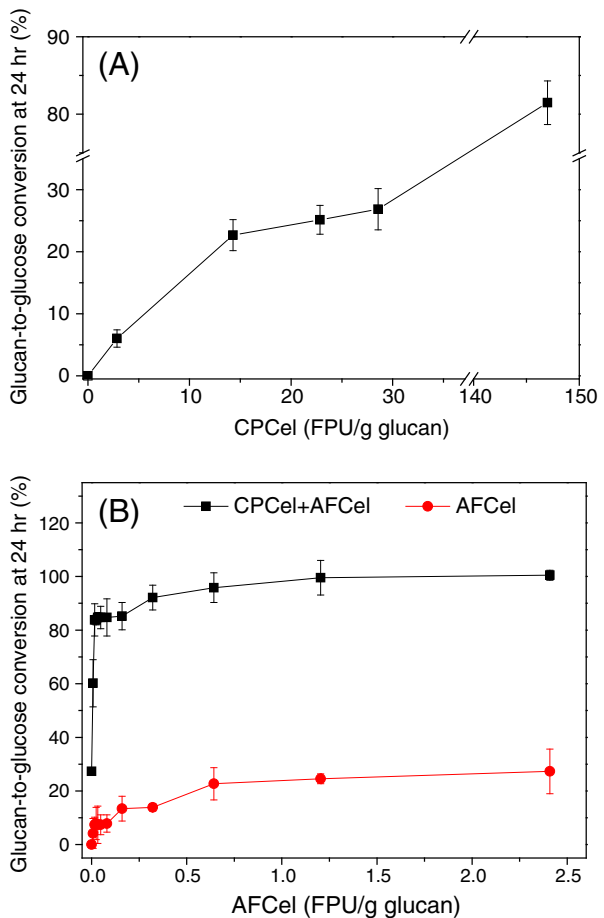 (A)
Glucan-to-glucose conversion at 24 hr (%)
90
80
30
20
10
0
0 10 20 30 140 150
CPCel (FPU/g glucan)
(B)
CPCel+AFCel AFCel
Glucan-to-glucose conversion at 24 hr (%)
120
100
80
60
40
20
0
0.0 0.5 1.0 1.5 2.0 2.5
AFCel (FPU/g glucan)